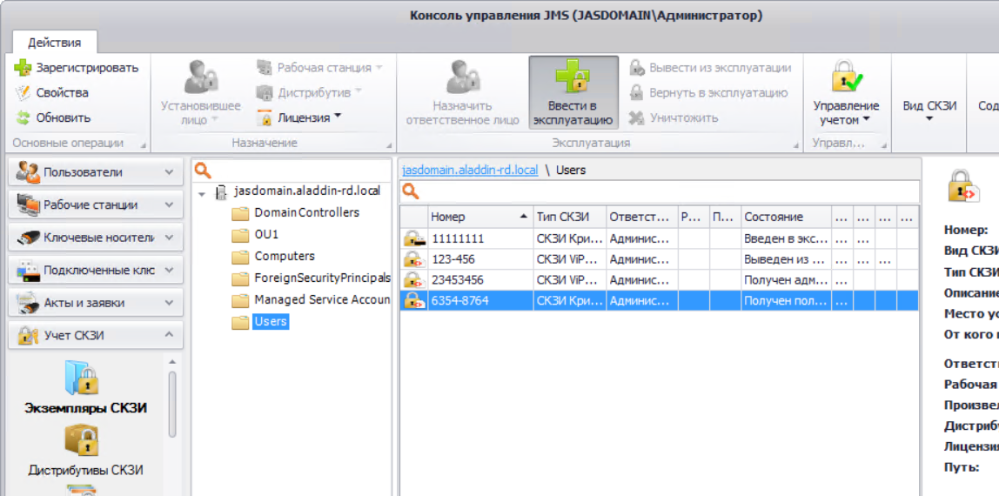 Консоль управления JMS (JASDOMAIN\Администратор)
Действия
Зарегистрировать
Свойства
Обновить
Основные операции
Установившее
лицо
Рабочая станция
Дистрибутив
Лицензия
Назначение
Назначить
ответственное лицо
Ввести в
эксплуатацию
Вывести из эксплуатации
Вернуть в эксплуатацию
Уничтожить
Эксплуатация
Управление
учетом
Управл...
Вид СКЗИ
Сод
Пользователи
Рабочие станции
Ключевые носители
Подключенные клю
Акты и заявки
Учет СКЗИ
Экземпляры СКЗИ
Дистрибутивы СКЗИ
jasdomain.aladdin-rd.local
Domain Controllers
OU1
Computers
ForeignSecurityPrincipals
Managed Service Accoun
Users
jasdomain.aladdin-rd.local \ Users
Номер Тип СКЗИ Ответст... Р... П... Состояние ... ... ... ...
11111111 СКЗИ Кри... Админис... Введен в экс... ... ...
123-456 СКЗИ ViP... Админис... Выведен из ... ... ... ...
23453456 СКЗИ ViP... Админис... Получен адм... ...
6354-8764 СКЗИ Кри... Админис... Получен пол... ...
Номер:
Вид СКЗИ
Тип СКЗИ
Описание
Место ус
От кого
Ответст
Рабочая
Произвел
Дистрибу
Лицензия
Путь: